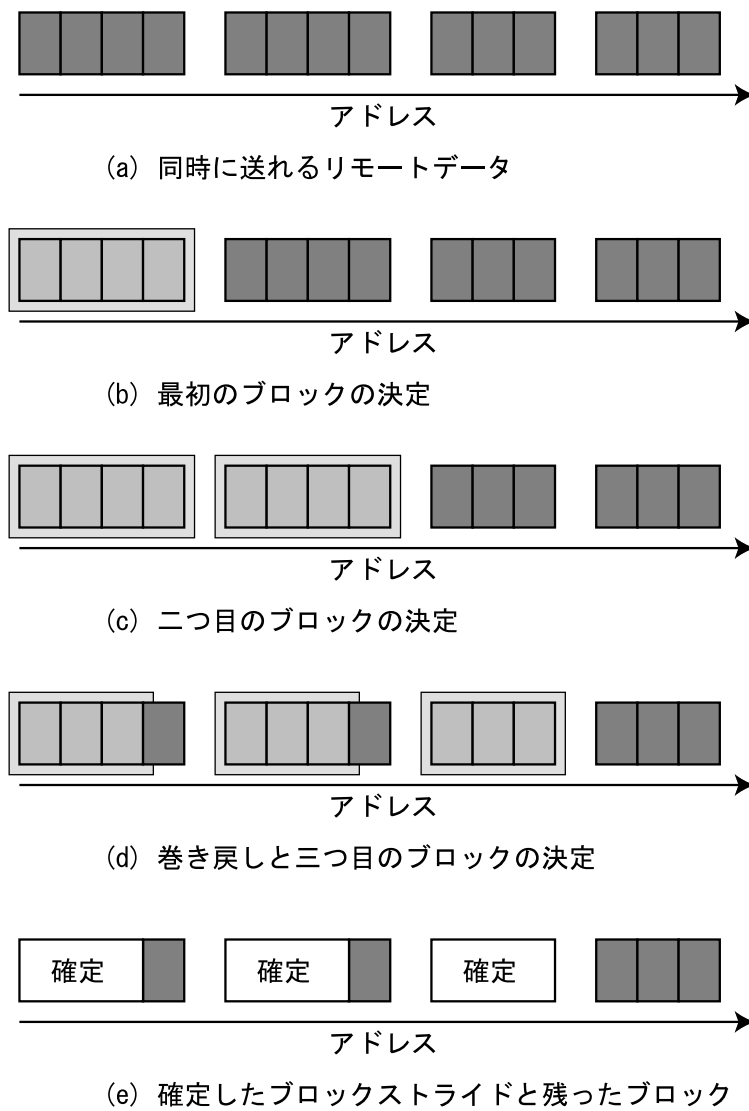 アドレス
(a) 同時に送れるリモートデータ
アドレス
(b) 最初のブロックの決定
アドレス
(c) 二つ目のブロックの決定
アドレス
(d) 巻き戻しと三つ目のブロックの決定
確定 確定 確定
アドレス
(e) 確定したブロックストライドと残ったブロック